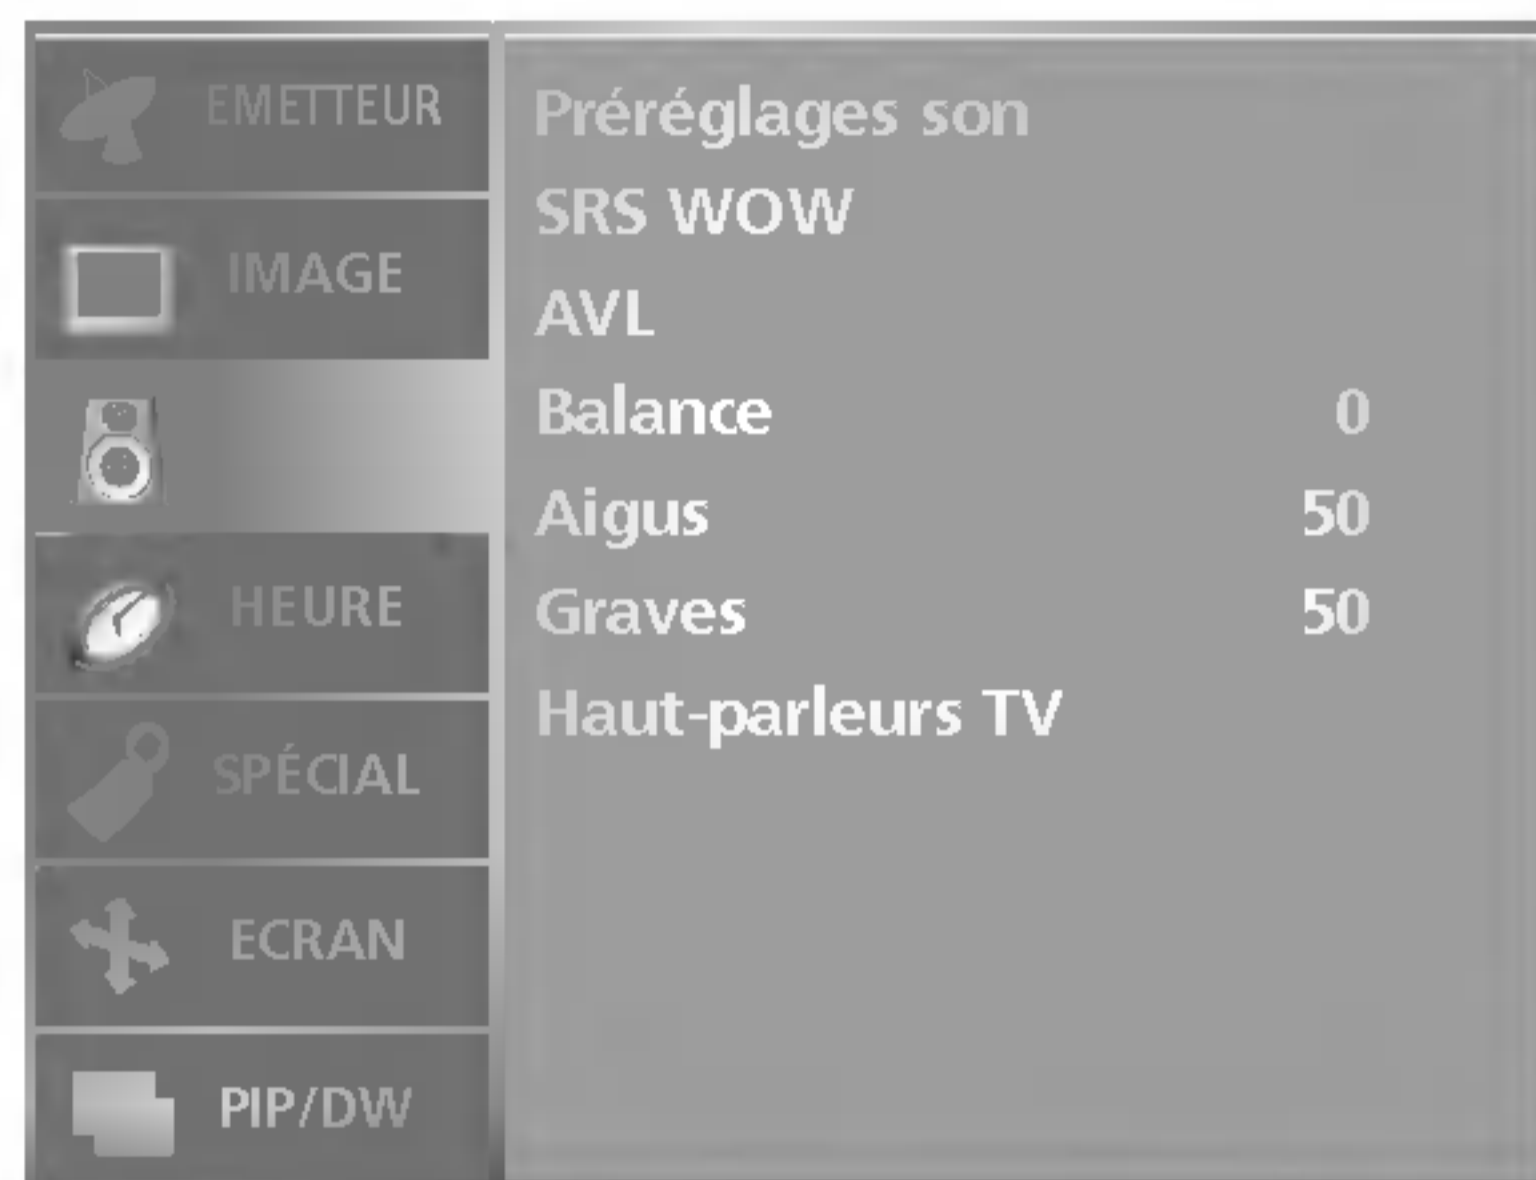 EMETTEUR
IMAGE
HEURE
SPÉCIAL
ECRAN
PIP/DW
Préréglages son
SRS WOW
AVL
Balance 0
Aigus 50
Graves 50
Haut-parleurs TV